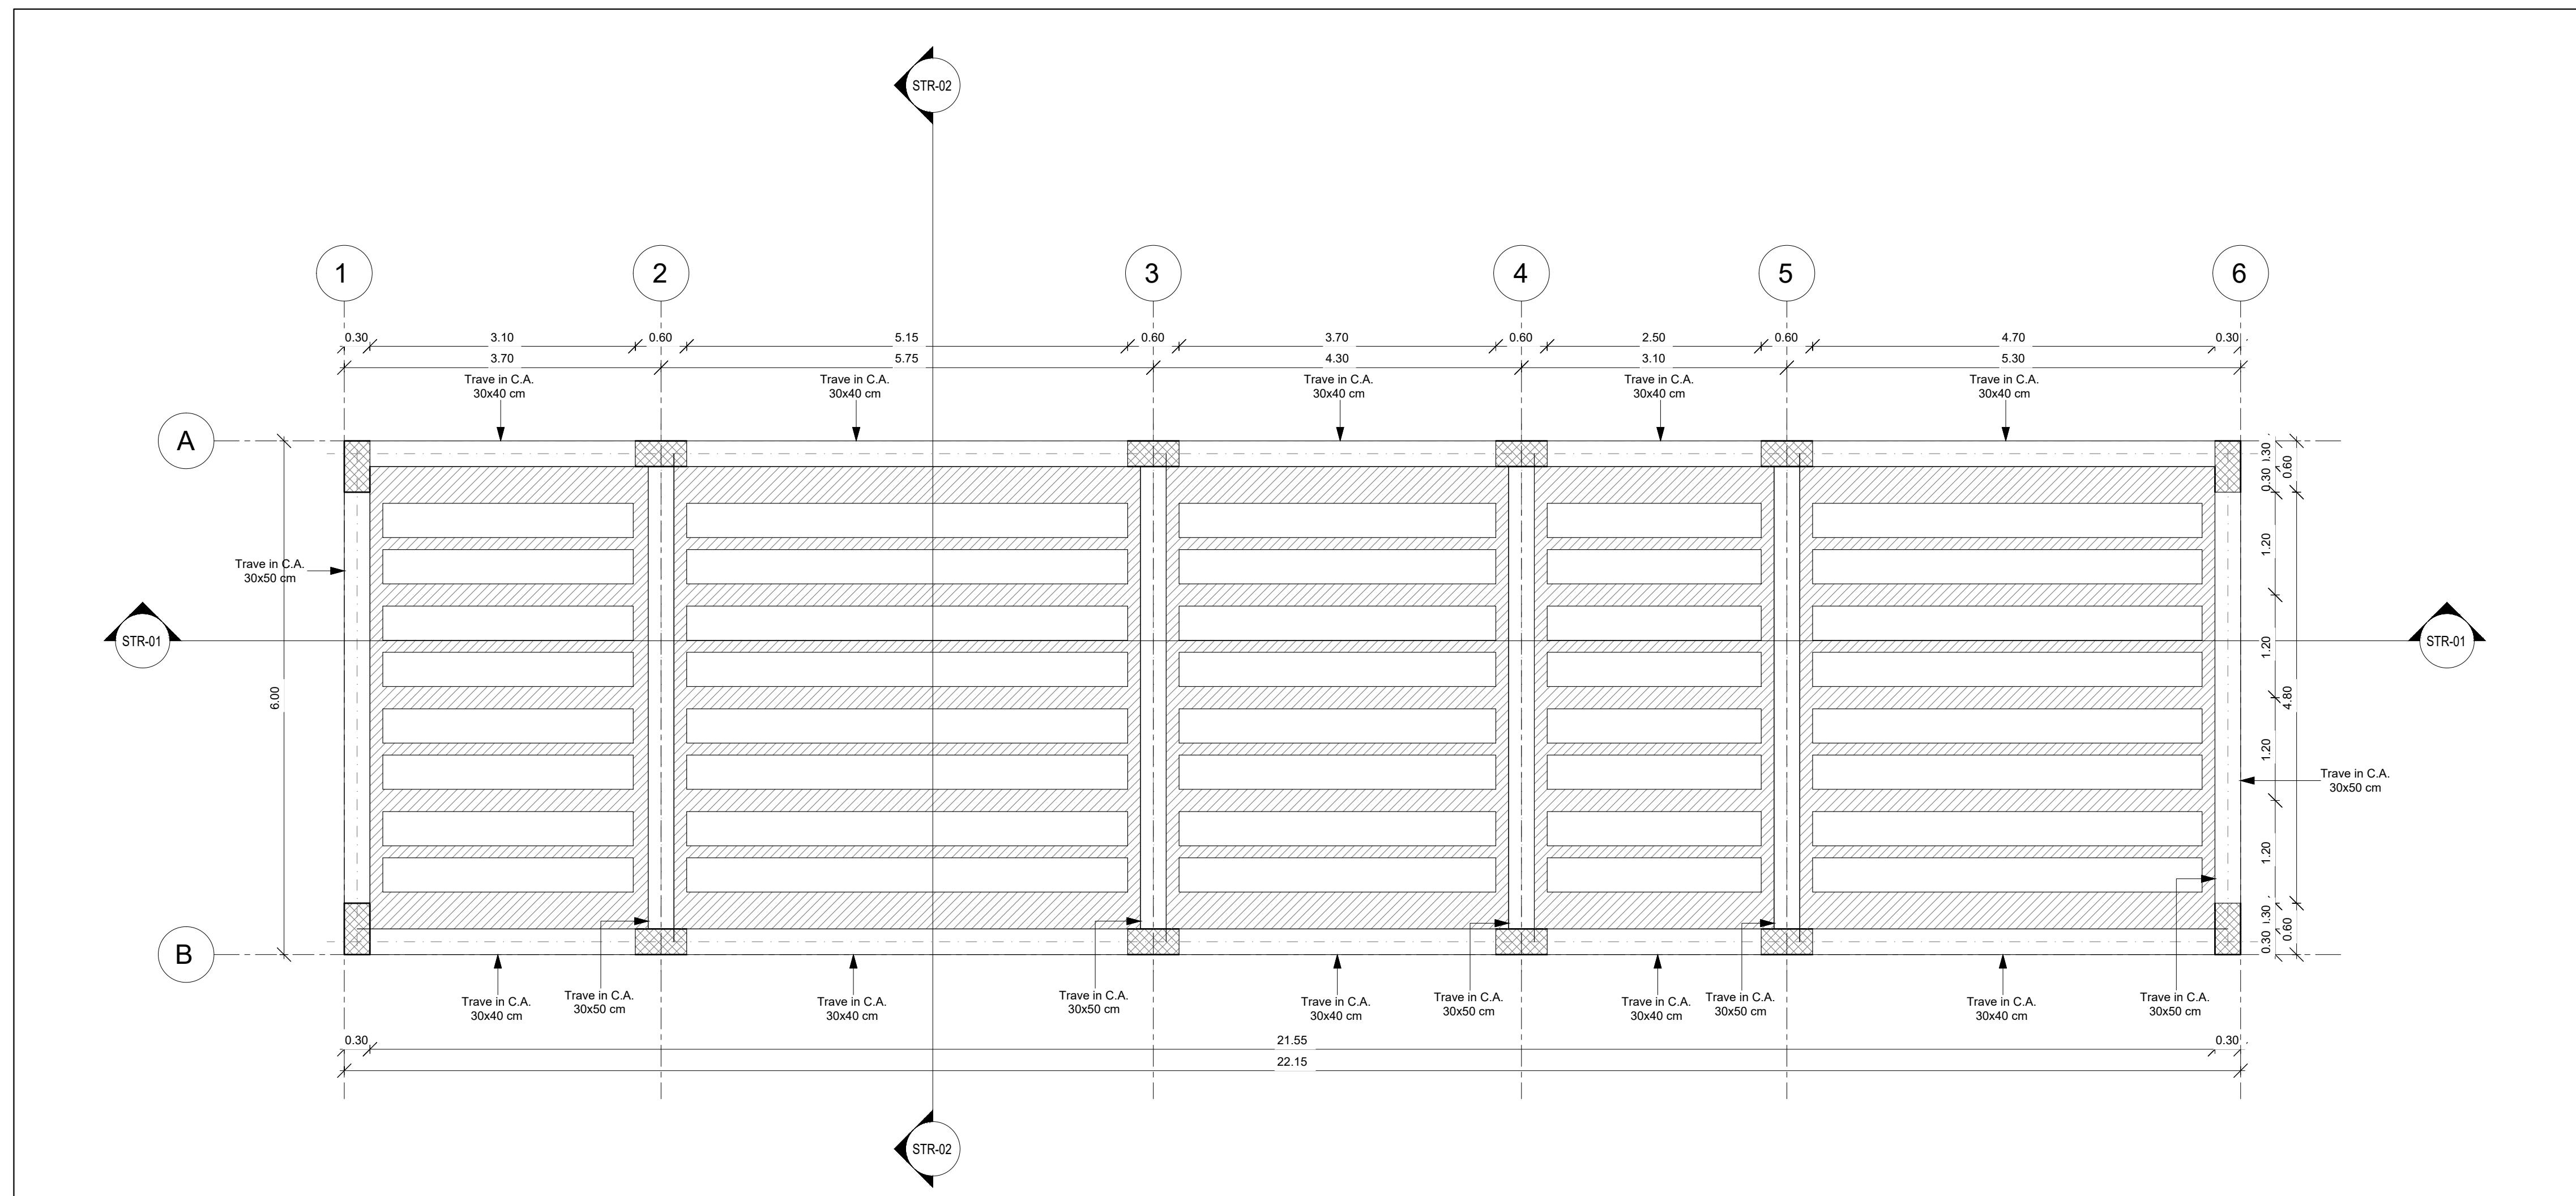 STR-02
1 2 3 4 5 6
0.30 3.10 0.60 5.15 0.60 3.70 0.60 2.50 0.60 4.70 0.30
3.70 5.75 4.30 3.10 5.30
Trave in C.A. Trave in C.A. Trave in C.A. Trave in C.A. Trave in C.A.
30x40 cm 30x40 cm 30x40 cm 30x40 cm 30x40 cm
A
0.30
0.60
0.30
1.20
Trave in C.A.
30x50 cm
STR-01 STR-01
1.20
6.00
4.80
1.20
Trave in C.A.
30x50 cm
1.20
0.30
0.60
0.30
B
Trave in C.A. Trave in C.A. Trave in C.A. Trave in C.A. Trave in C.A. Trave in C.A. Trave in C.A. Trave in C.A. Trave in C.A. Trave in C.A.
30x40 cm 30x50 cm 30x40 cm 30x50 cm 30x40 cm 30x50 cm 30x40 cm 30x50 cm 30x40 cm 30x50 cm
0.30 21.55 0.30
22.15
STR-02